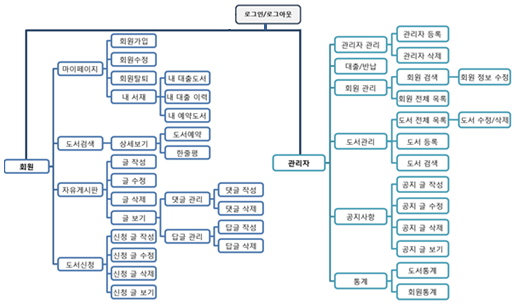 로그인/로그아웃
회원
마이페이지
회원가입
회원수정
회원탈퇴
내 서재
내 대출도서
내 대출 이력
내 예약도서
도서검색
상세보기
도서예약
한줄평
자유게시판
글 작성
글 수정
글 삭제
글 보기
댓글 관리
댓글 작성
댓글 삭제
답글 관리
답글 작성
답글 삭제
도서신청
신청 글 작성
신청 글 수정
신청 글 삭제
신청 글 보기
관리자
관리자 관리
관리자 등록
관리자 삭제
대출/반납
회원 관리
회원 검색
회원 정보 수정
회원 전체 목록
도서관리
도서 전체 목록
도서 수정/삭제
도서 등록
도서 검색
공지사항
공지 글 작성
공지 글 수정
공지 글 삭제
공지 글 보기
통계
도서통계
회원통계